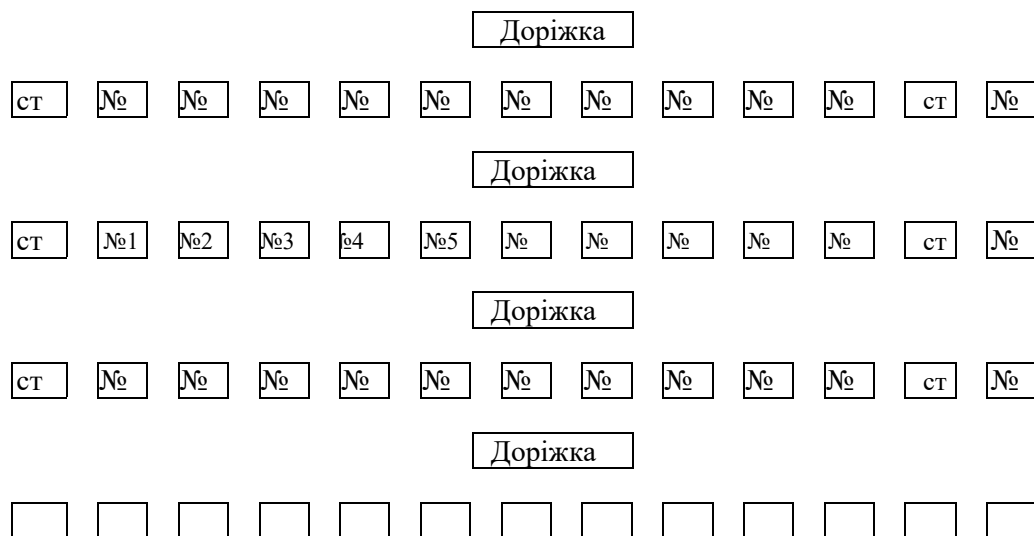 Доріжка
ст № № № № № № № № № № ст №
Доріжка
ст №1 №2 №3 №4 №5 № № № № № ст №
Доріжка
ст № № № № № № № № № № ст №
Доріжка